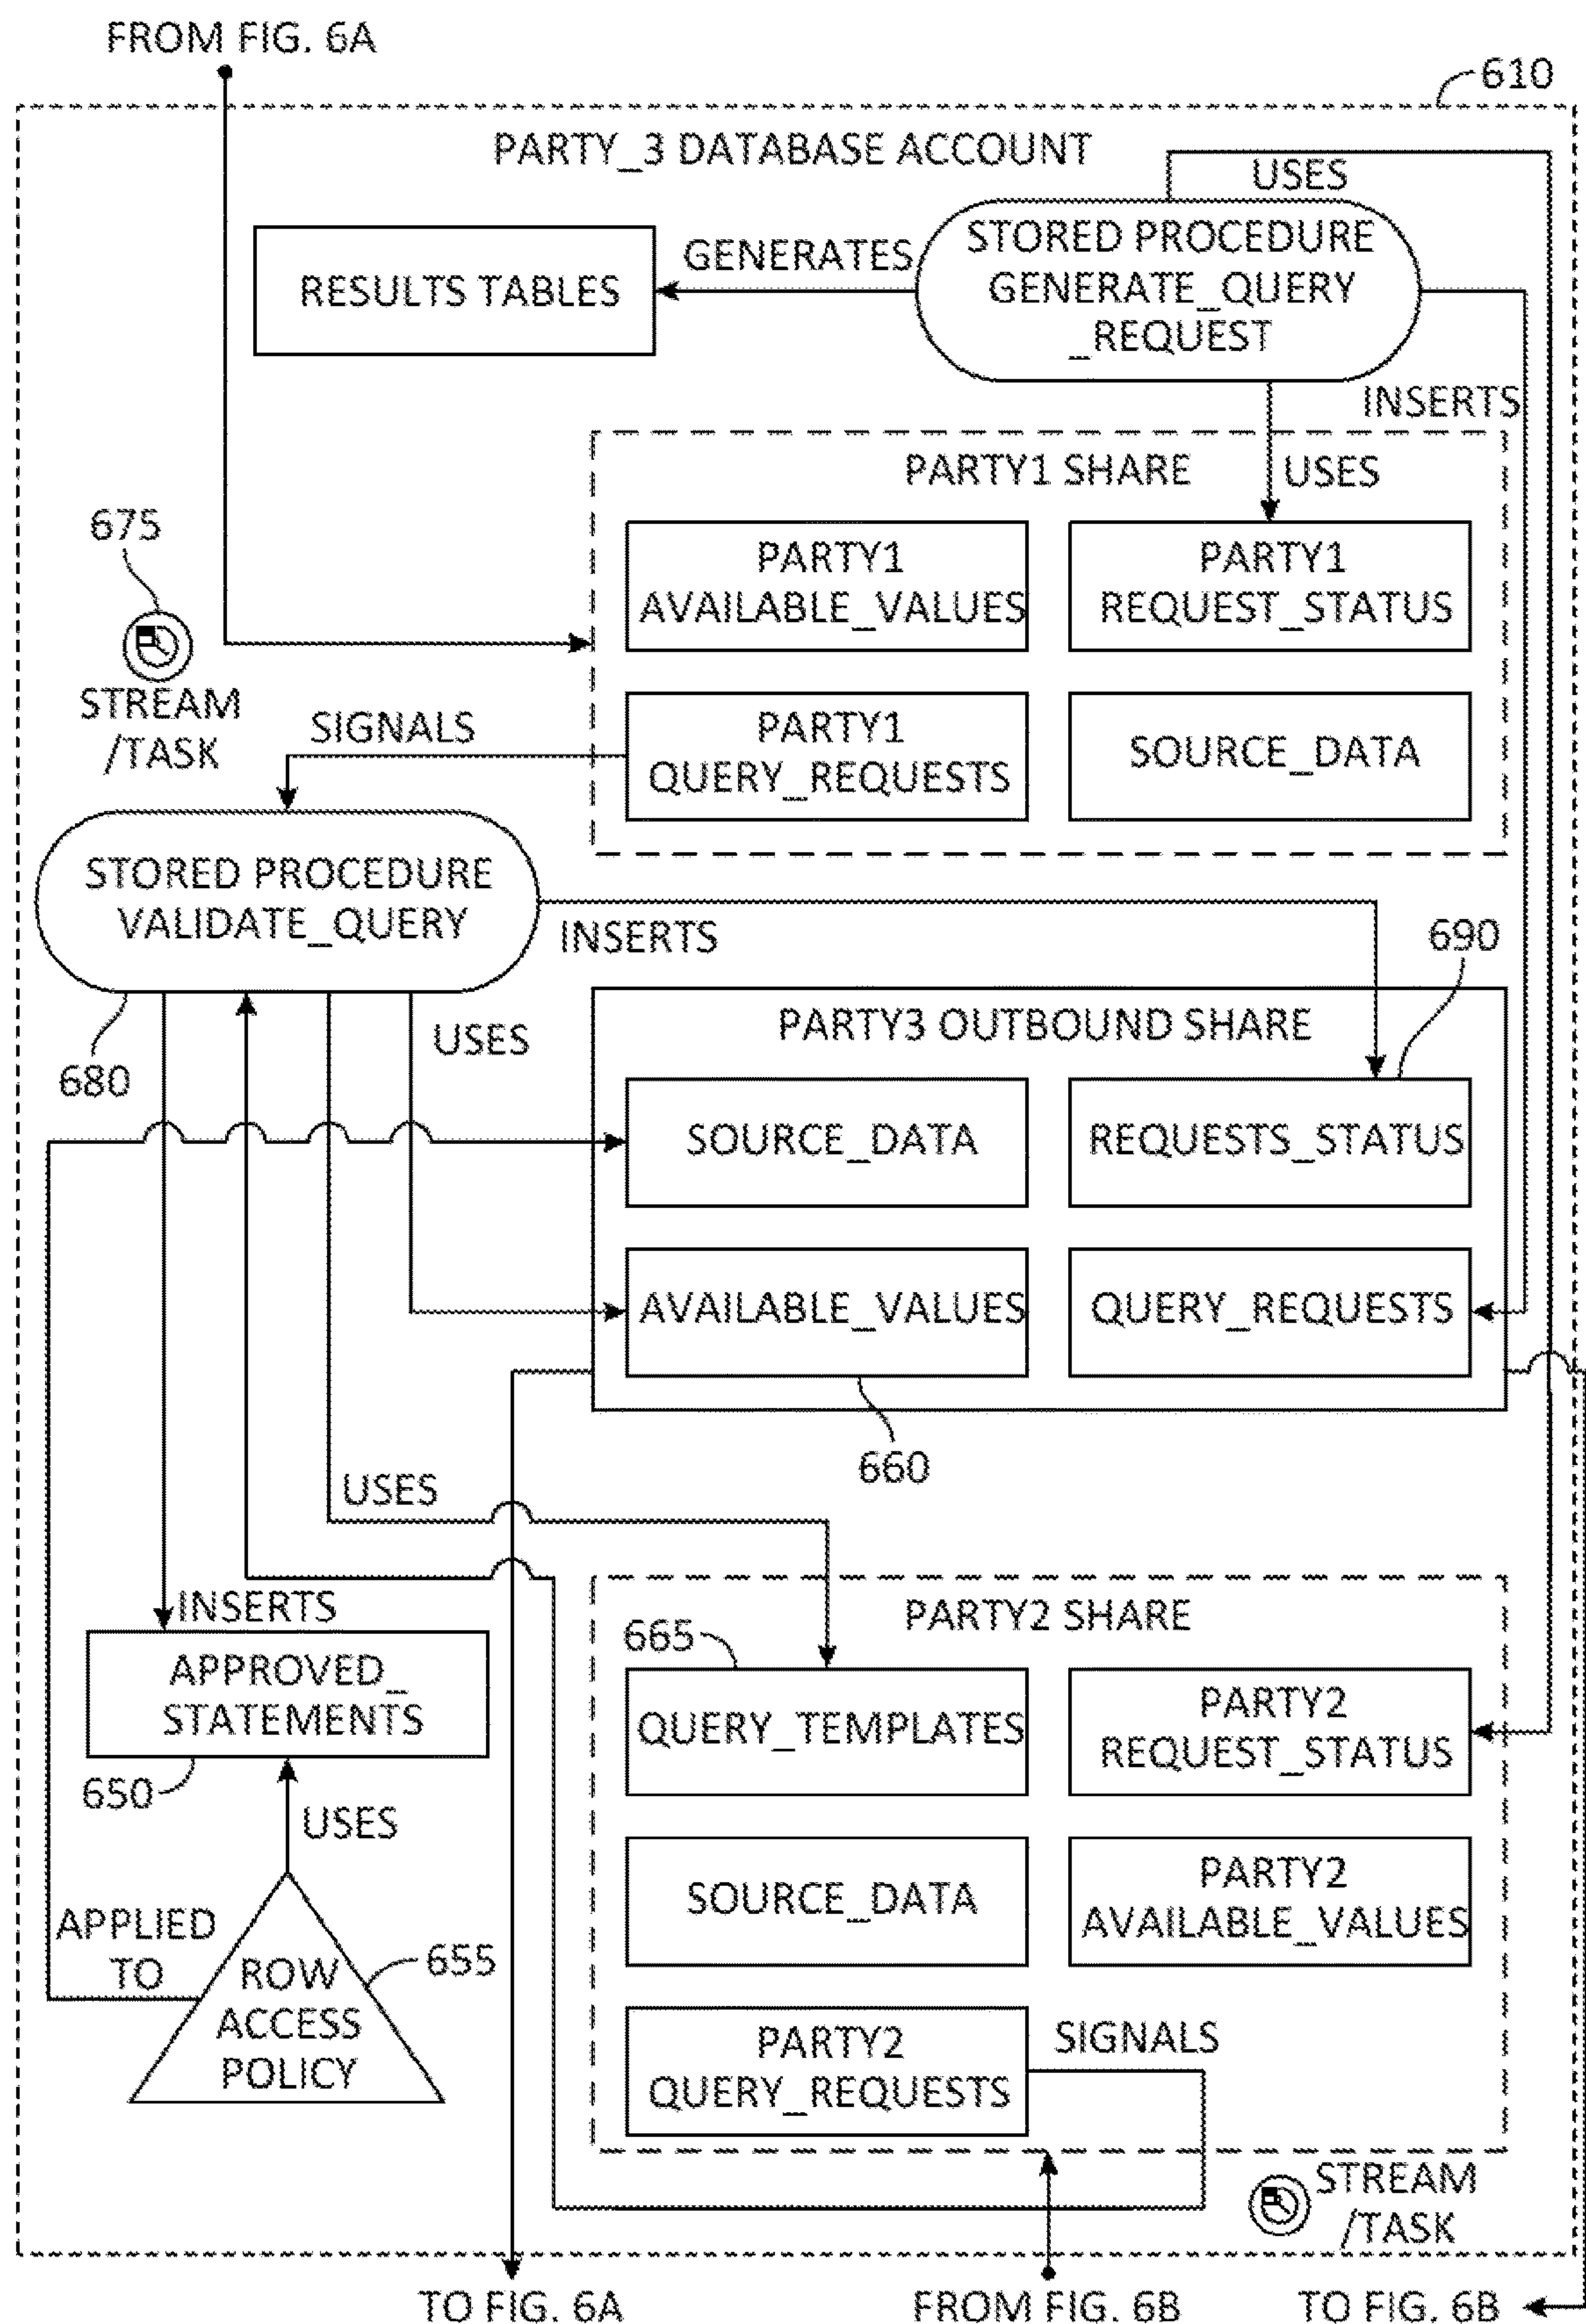 FROM FIG. 6A
610
PARTY_3 DATABASE ACCOUNT
USES
STORED PROCEDURE
GENERATE_QUERY
_REQUEST
GENERATES
RESULTS TABLES
INSERTS
PARTY1 SHARE
USES
675
PARTY1
AVAILABLE_VALUES
PARTY1
REQUEST_STATUS
STREAM
/TASK
SIGNALS
PARTY1
QUERY_REQUESTS
SOURCE_DATA
STORED PROCEDURE
VALIDATE_QUERY
INSERTS
690
680
USES
PARTY3 OUTBOUND SHARE
SOURCE_DATA
REQUESTS_STATUS
AVAILABLE_VALUES
QUERY_REQUESTS
660
USES
INSERTS
PARTY2 SHARE
665
APPROVED_
STATEMENTS
QUERY_TEMPLATES
PARTY2
REQUEST_STATUS
650
USES
SOURCE_DATA
PARTY2
AVAILABLE_VALUES
APPLIED
TO
655
ROW
ACCESS
POLICY
PARTY2
QUERY_REQUESTS
SIGNALS
STREAM
/TASK
TO FIG. 6A
FROM FIG. 6B
TO FIG. 6B